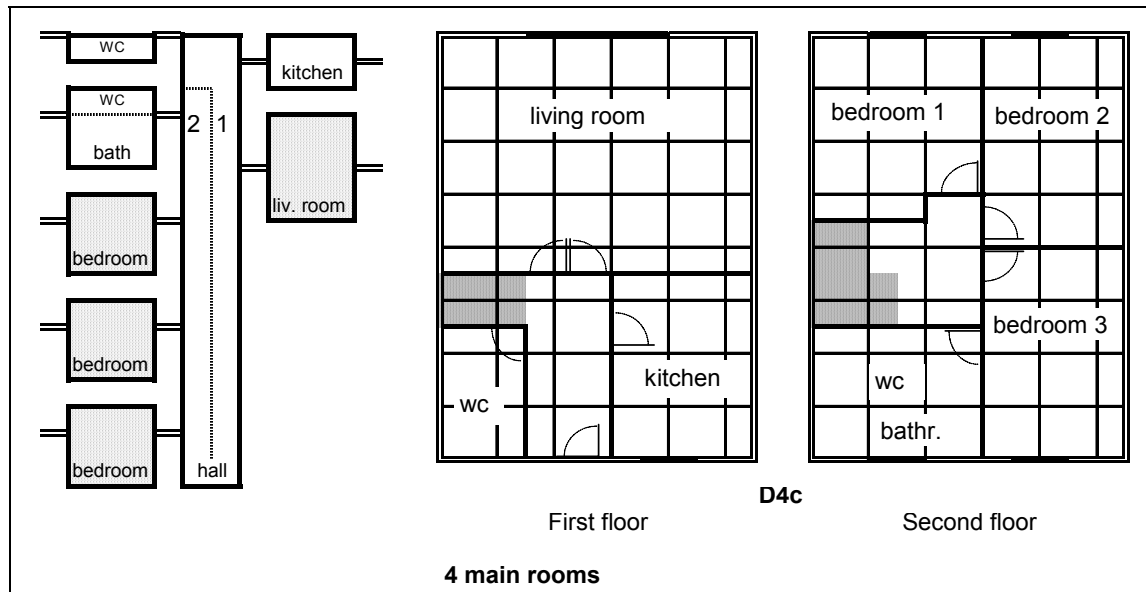 WC
WC
bath
bedroom
bedroom
bedroom
2 1
hall
kitchen
liv. room
living room
wc
kitchen
First floor
bedroom 1
bedroom 2
bedroom 3
wc
bathr.
Second floor
D4c
4 main rooms